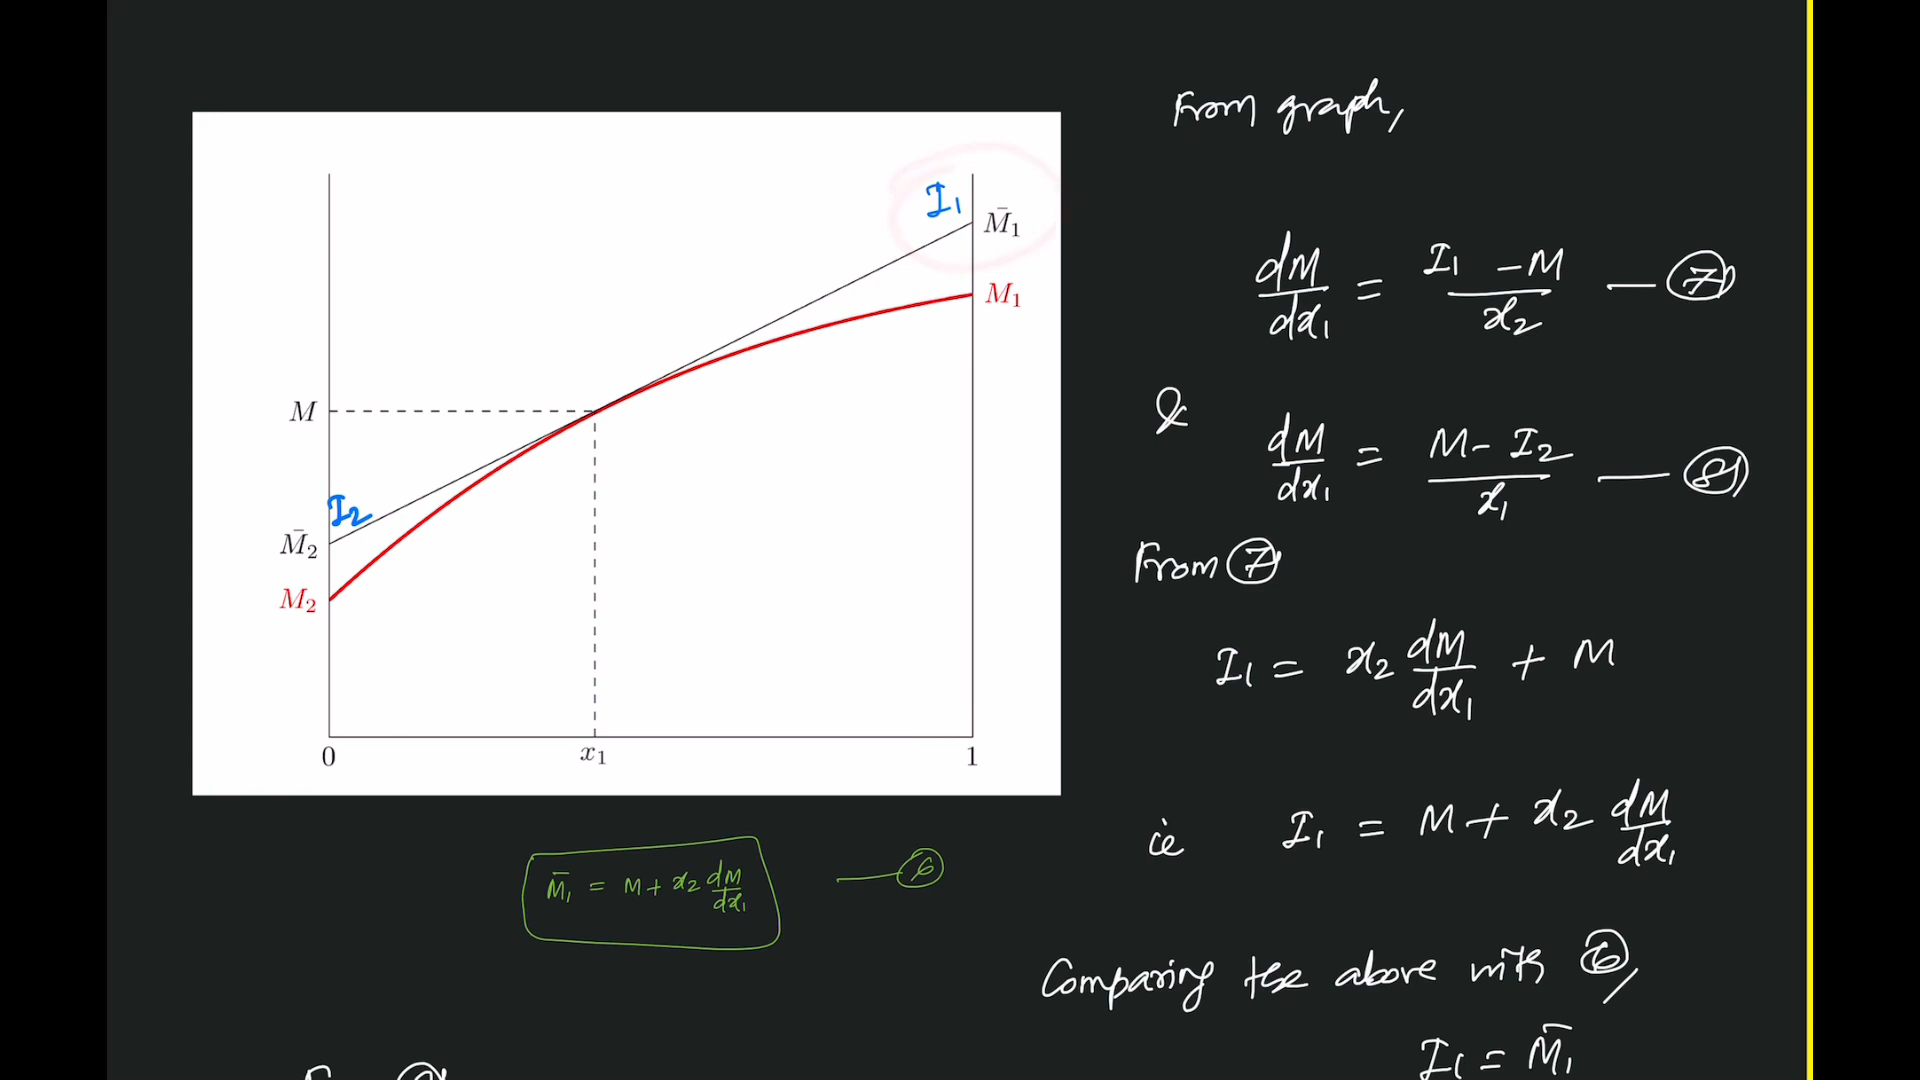 I₁
M̄₁
M₁
M
I₂
M̄₂
M₂
0 x₁ 1
M̄₁ = M + x₂ dM/dx₁ — ⑥
From graph,
dM/dx₁ = (I₁ - M)/x₂ — ⑦
&
dM/dx₁ = (M - I₂)/x₁ — ⑧
From ⑦
I₁ = x₂ dM/dx₁ + M
ie I₁ = M + x₂ dM/dx₁
Comparing the above with ⑥,
I₁ = M̄₁